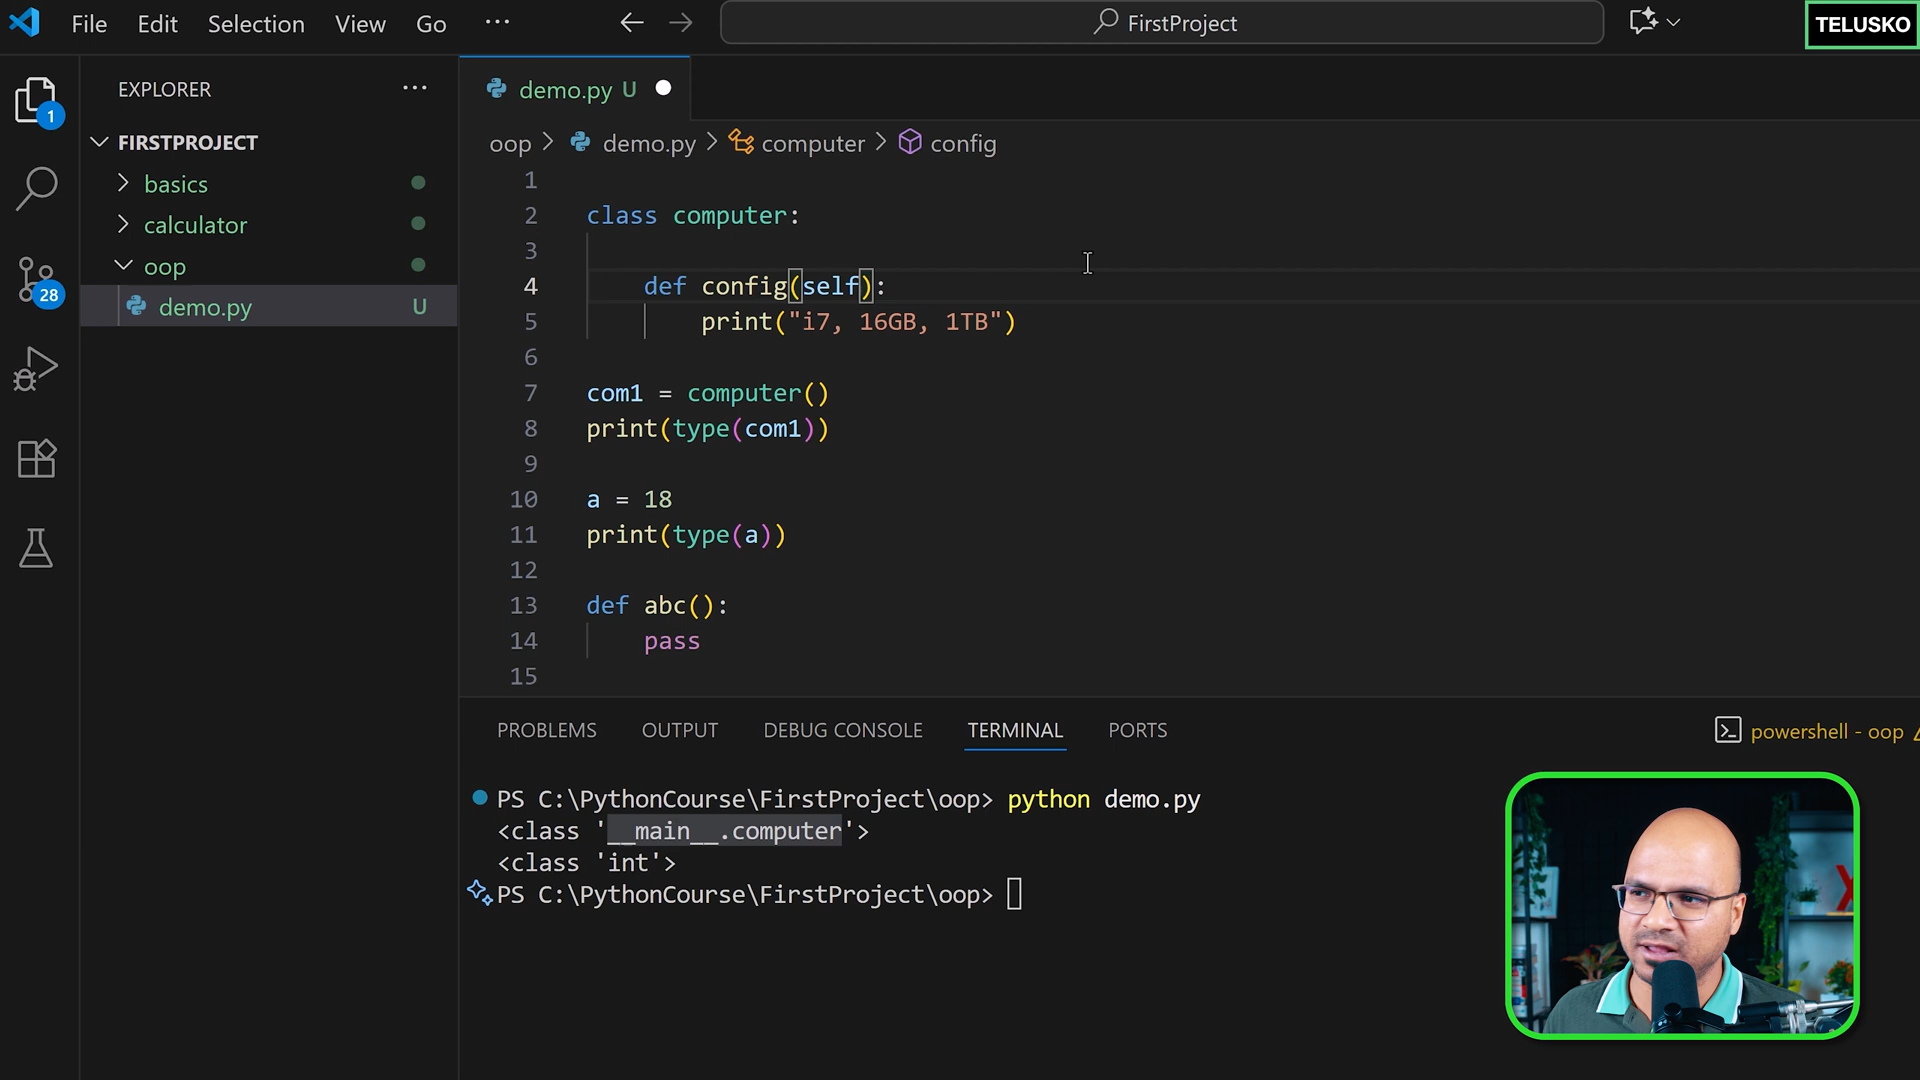 File Edit Selection View Go ... FirstProject TELUSKO
EXPLORER ...
FIRSTPROJECT
basics
calculator
oop
demo.py U
1
28
demo.py U
oop > demo.py > computer > config
1
2 class computer:
3
4 def config(self):
5 print("i7, 16GB, 1TB")
6
7 com1 = computer()
8 print(type(com1))
9
10 a = 18
11 print(type(a))
12
13 def abc():
14 pass
15
PROBLEMS OUTPUT DEBUG CONSOLE TERMINAL PORTS powershell - oop
PS C:\PythonCourse\FirstProject\oop> python demo.py
<class '__main__.computer'>
<class 'int'>
PS C:\PythonCourse\FirstProject\oop>